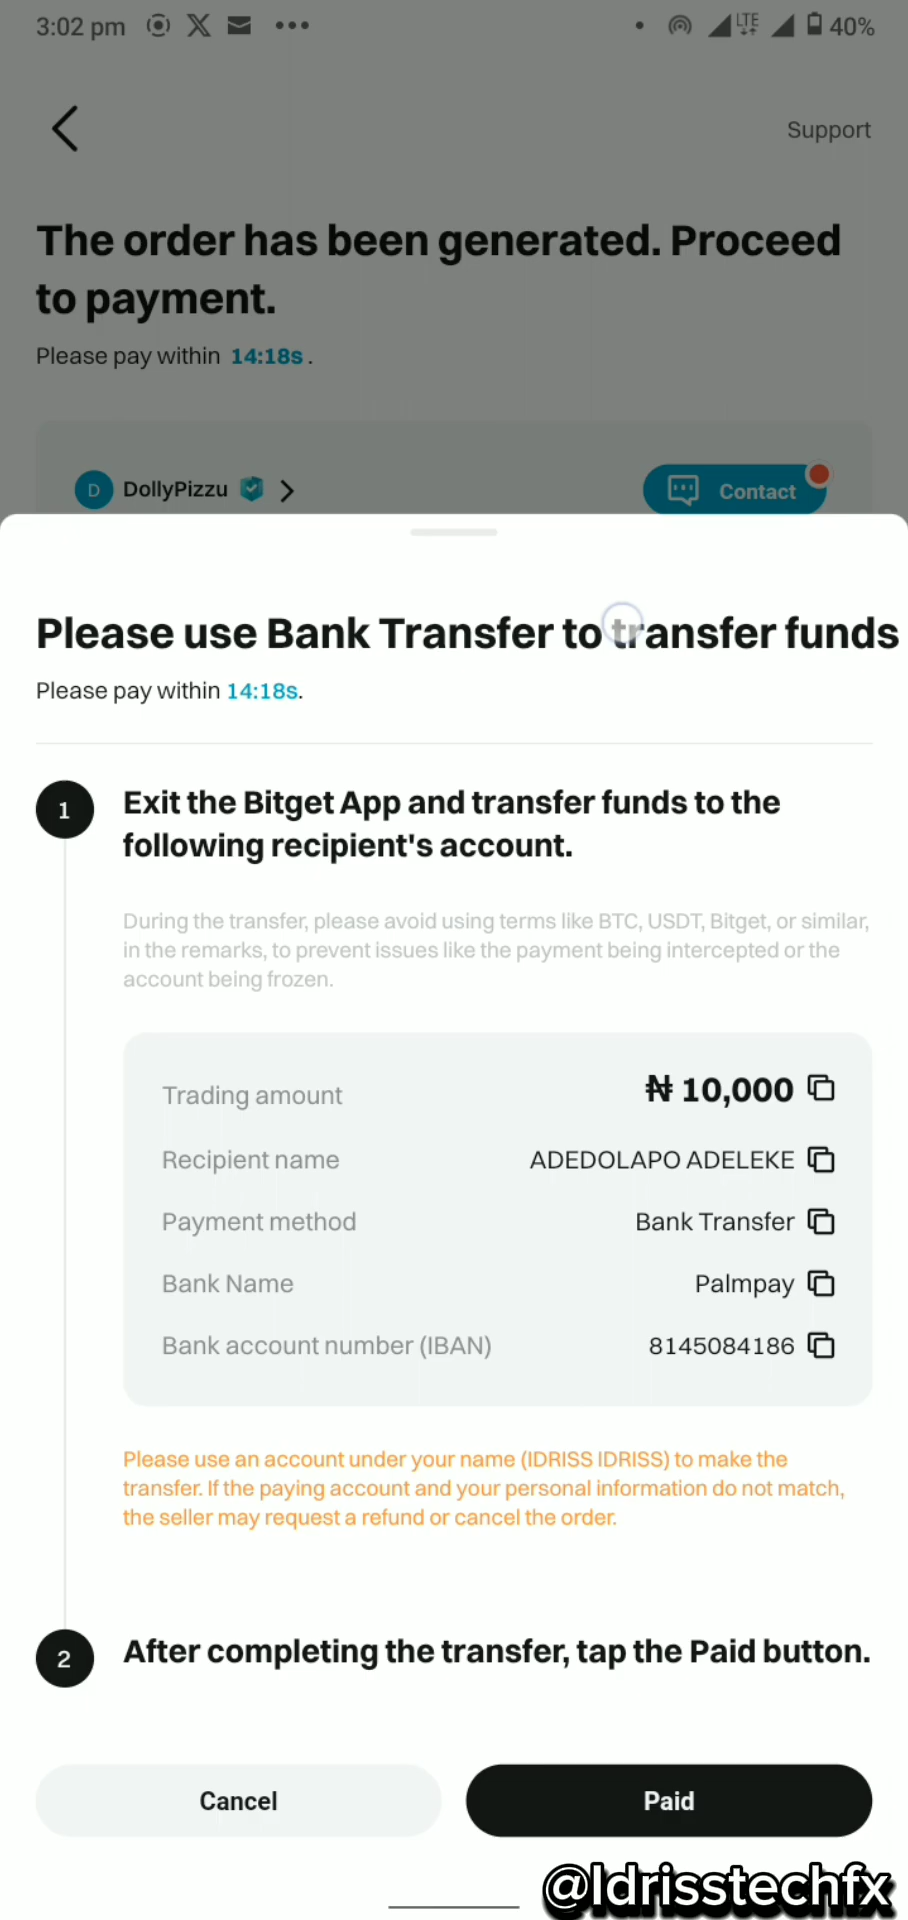 3:02 pm LTE 40%
Support
The order has been generated. Proceed
to payment.
Please pay within 14:18s .
D DollyPizzu Contact
Please use Bank Transfer to transfer funds
Please pay within 14:18s.
1 Exit the Bitget App and transfer funds to the
following recipient's account.
During the transfer, please avoid using terms like BTC, USDT, Bitget, or similar,
in the remarks, to prevent issues like the payment being intercepted or the
account being frozen.
Trading amount ₦ 10,000
Recipient name ADEDOLAPO ADELEKE
Payment method Bank Transfer
Bank Name Palmpay
Bank account number (IBAN) 8145084186
Please use an account under your name (IDRISS IDRISS) to make the
transfer. If the paying account and your personal information do not match,
the seller may request a refund or cancel the order.
2 After completing the transfer, tap the Paid button.
Cancel Paid
@Idrisstechfx